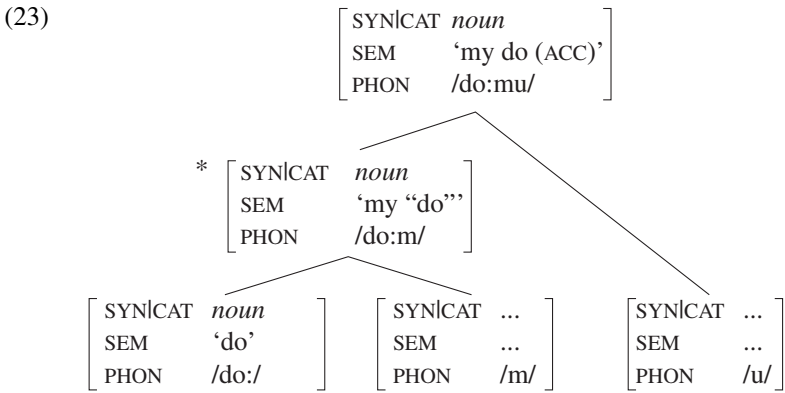 (23)
SYN|CAT noun
SEM ‘my do (ACC)’
PHON /do:mu/
* SYN|CAT noun
SEM ‘my “do”’
PHON /do:m/
SYN|CAT noun SYN|CAT ... SYN|CAT ...
SEM ‘do’ SEM ... SEM ...
PHON /do:/ PHON /m/ PHON /u/